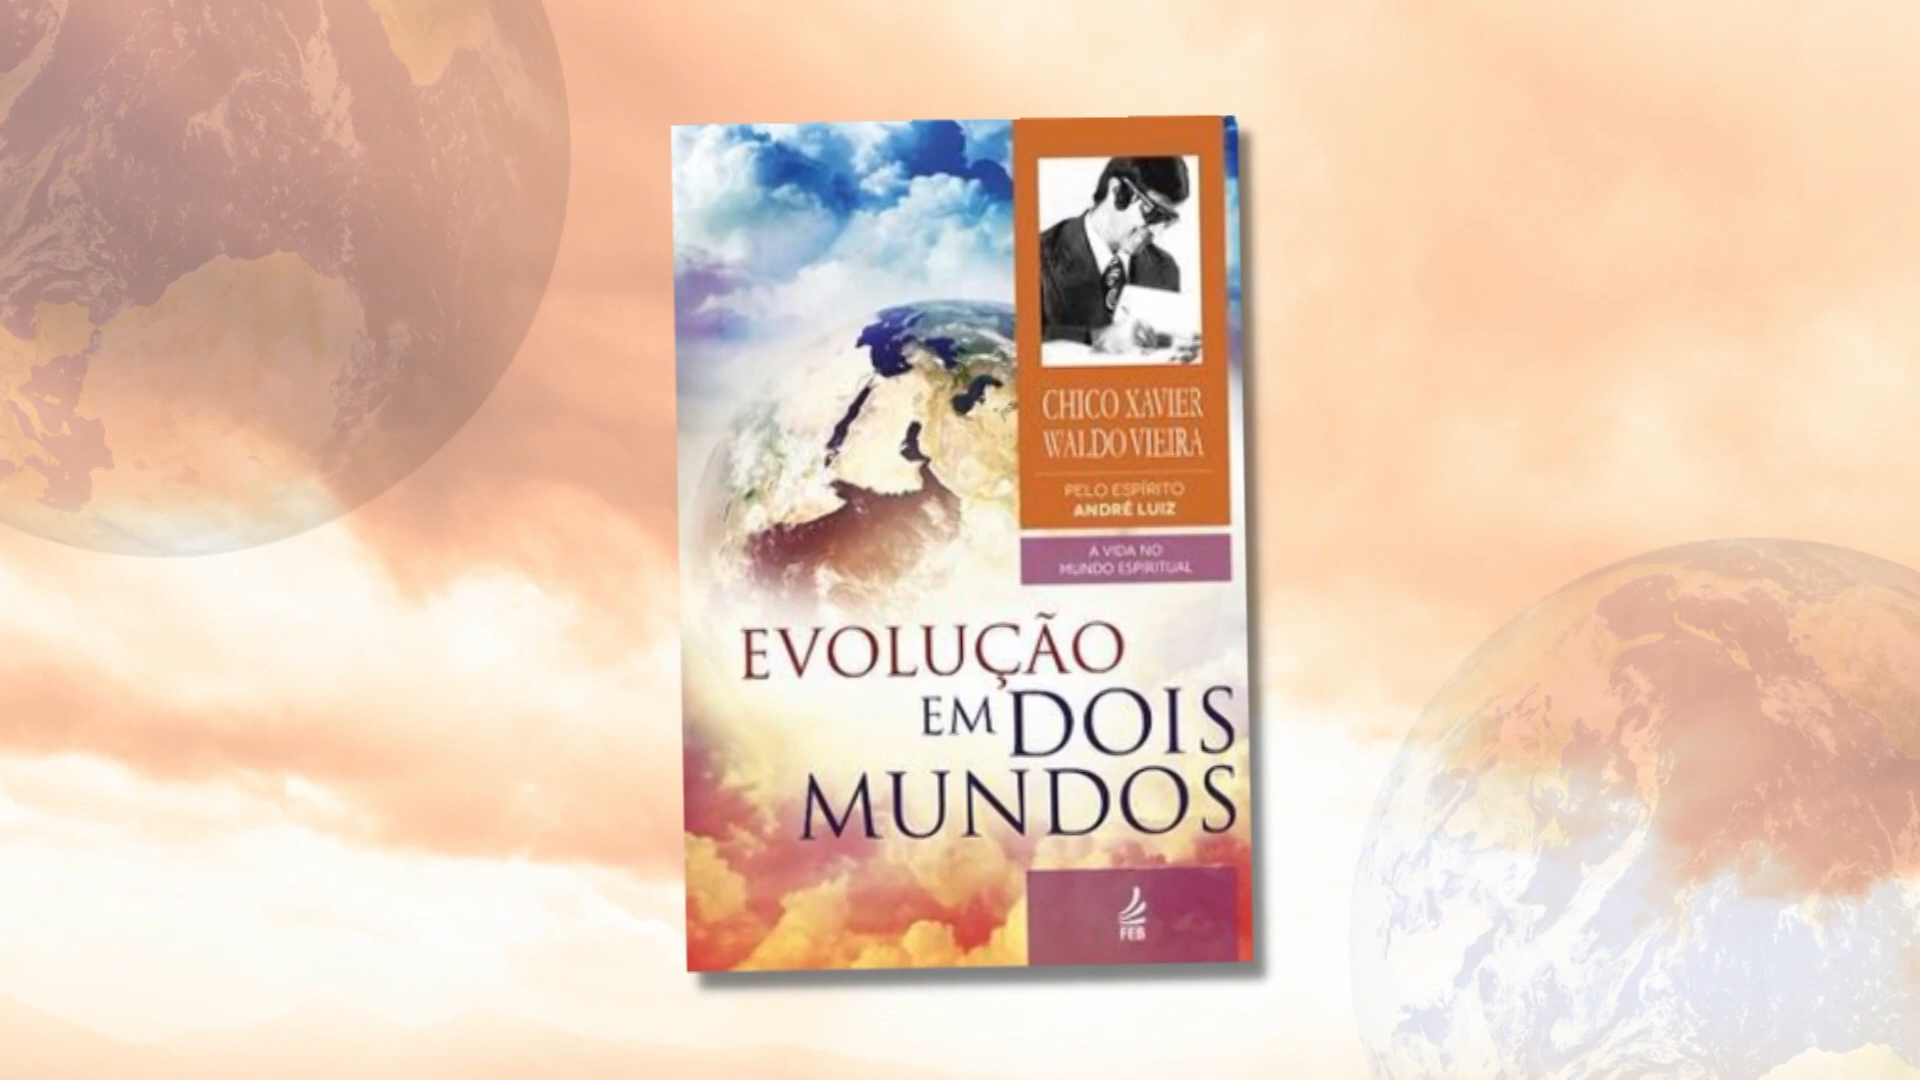 CHICO XAVIER
WALDO VIEIRA
PELO ESPÍRITO
ANDRÉ LUIZ
A VIDA NO
MUNDO ESPIRITUAL
EVOLUÇÃO
EM DOIS
MUNDOS
FEB